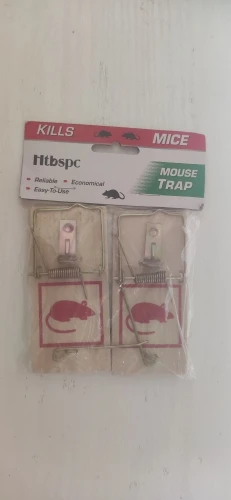 KILLS MICE
Htbspc
Reliable Economical
Easy-To-Use
MOUSE
TRAP